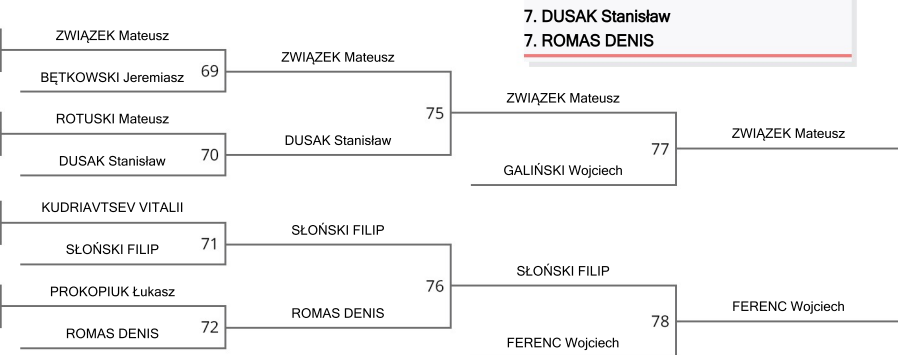 7. DUSAK Stanisław
7. ROMAS DENIS
ZWIĄZEK Mateusz
BĘTKOWSKI Jeremiasz
69
ZWIĄZEK Mateusz
ROTUSKI Mateusz
DUSAK Stanisław
70
DUSAK Stanisław
75
ZWIĄZEK Mateusz
GALIŃSKI Wojciech
77
ZWIĄZEK Mateusz
KUDRIAVTSEV VITALII
SŁOŃSKI FILIP
71
SŁOŃSKI FILIP
PROKOPIUK Łukasz
ROMAS DENIS
72
ROMAS DENIS
76
SŁOŃSKI FILIP
FERENC Wojciech
78
FERENC Wojciech